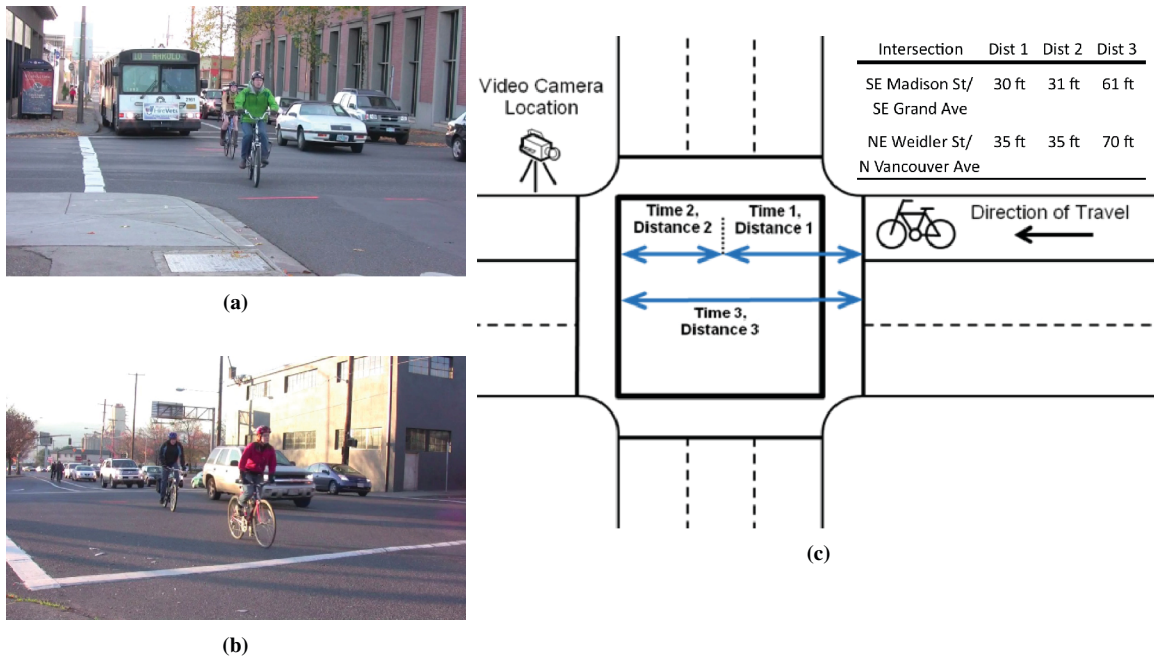 10 HAROLD
(a)
(b)
Video Camera
Location
Intersection Dist 1 Dist 2 Dist 3
SE Madison St/ 30 ft 31 ft 61 ft
SE Grand Ave
NE Weidler St/ 35 ft 35 ft 70 ft
N Vancouver Ave
Time 2,
Distance 2
Time 1,
Distance 1
Direction of Travel
Time 3,
Distance 3
(c)